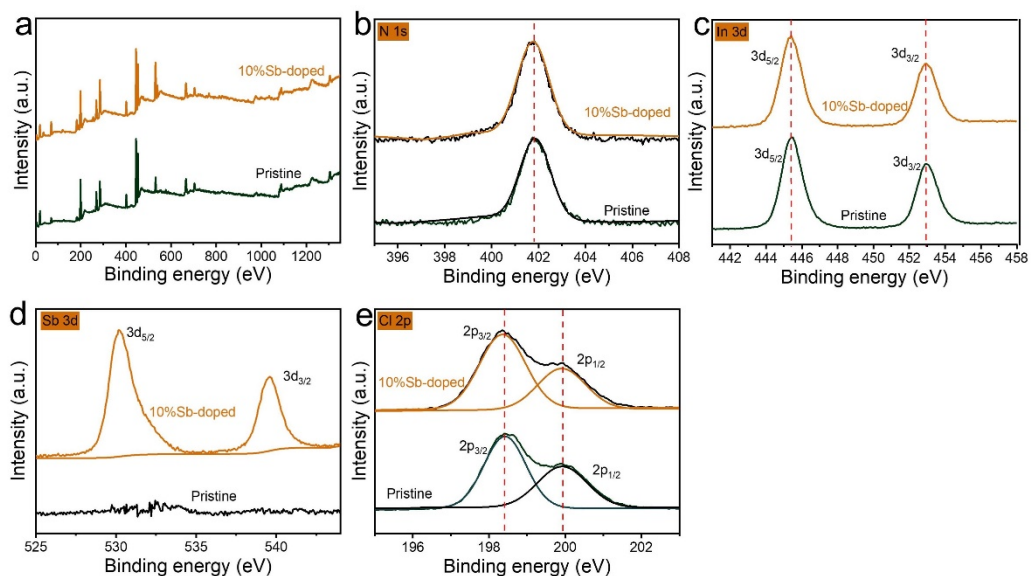 a
10%Sb-doped
Pristine
Intensity (a.u.)
0 200 400 600 800 1000 1200
Binding energy (eV)
b
N 1s
10%Sb-doped
Pristine
Intensity (a.u.)
396 398 400 402 404 406 408
Binding energy (eV)
c
In 3d
3d5/2
3d3/2
10%Sb-doped
3d5/2
3d3/2
Pristine
Intensity (a.u.)
442 444 446 448 450 452 454 456 458
Binding energy (eV)
d
Sb 3d
3d5/2
3d3/2
10%Sb-doped
Pristine
Intensity (a.u.)
525 530 535 540
Binding energy (eV)
e
Cl 2p
2p3/2
2p1/2
10%Sb-doped
2p3/2
2p1/2
Pristine
Intensity (a.u.)
196 198 200 202
Binding energy (eV)